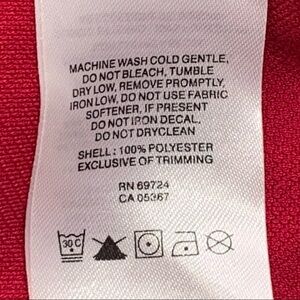 MACHINE WASH COLD GENTLE,
DO NOT BLEACH, TUMBLE
DRY LOW, REMOVE PROMPTLY,
IRON LOW, DO NOT USE FABRIC
SOFTENER, IF PRESENT
DO NOT IRON DECAL,
DO NOT DRYCLEAN
SHELL: 100% POLYESTER
EXCLUSIVE OF TRIMMING
RN 69724
CA 05367
30 C